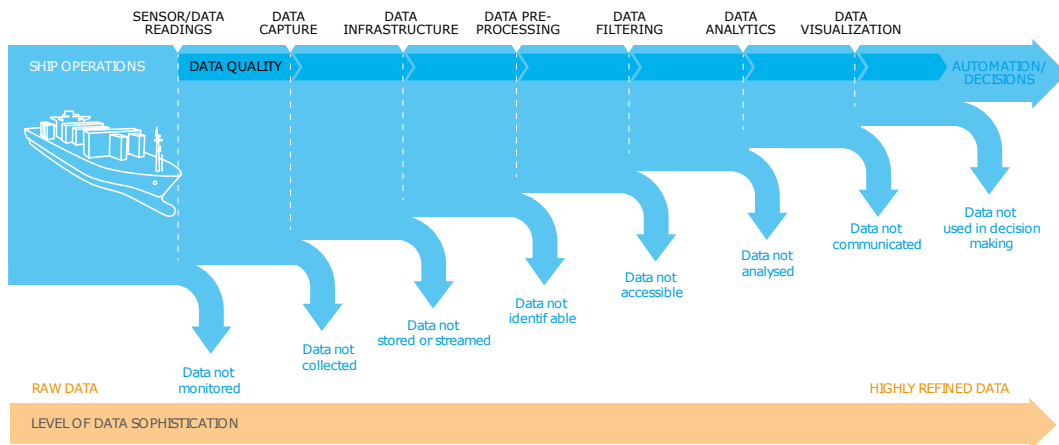 SENSOR/DATA
READINGS
DATA
CAPTURE
DATA
INFRASTRUCTURE
DATA PRE-
PROCESSING
DATA
FILTERING
DATA
ANALYTICS
DATA
VISUALIZATION
SHIP OPERATIONS
DATA QUALITY
AUTOMATION/
DECISIONS
Data not
monitored
Data not
collected
Data not
stored or streamed
Data not
identif able
Data not
accessible
Data not
analysed
Data not
communicated
Data not
used in decision
making
RAW DATA
HIGHLY REFINED DATA
LEVEL OF DATA SOPHISTICATION